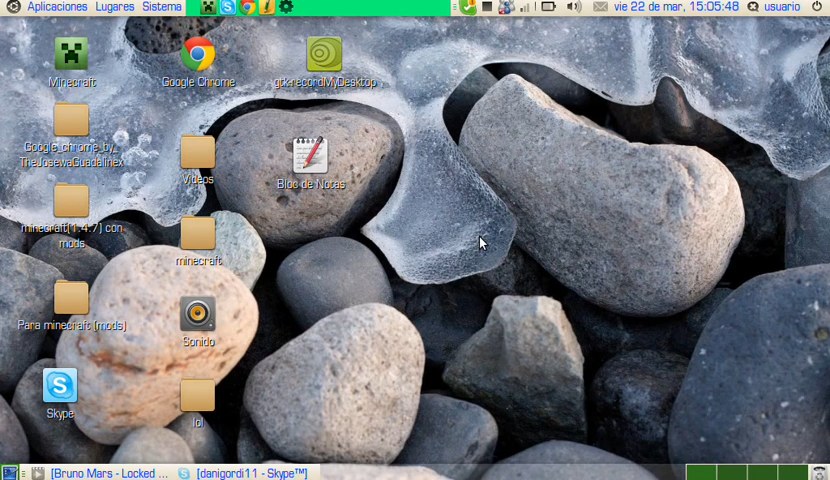 Aplicaciones Lugares Sistema
vie 22 de mar, 15:05:48 usuario
Minecraft
Google Chrome
gtk-recordMyDesktop
Google_chrome_by_
TheJosewaGuadalinex
Videos
Bloc de Notas
minecraft(1.4.7) con
mods
minecraft
Para minecraft (mods)
Sonido
Skype
lol
[Bruno Mars - Locked ...
[danigordi11 - Skype™]